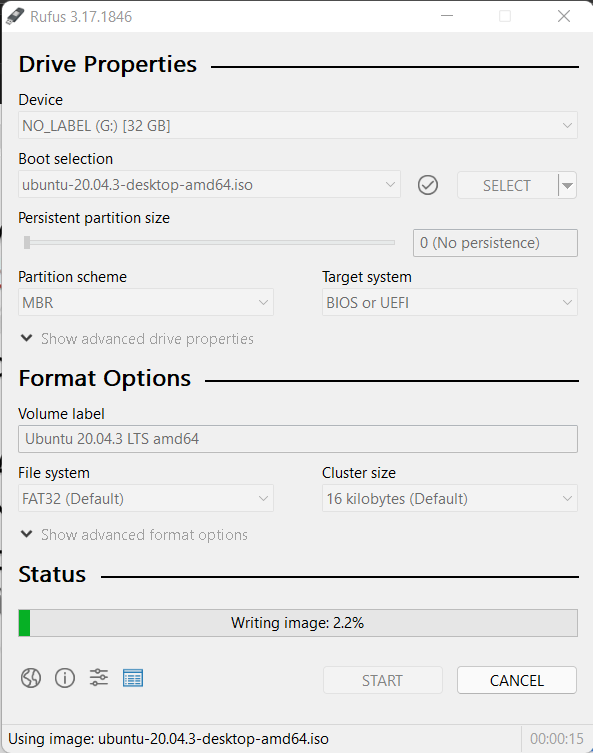 Rufus 3.17.1846
Drive Properties
Device
NO_LABEL (G:) [32 GB]
Boot selection
ubuntu-20.04.3-desktop-amd64.iso
SELECT
Persistent partition size
0 (No persistence)
Partition scheme
Target system
MBR
BIOS or UEFI
Show advanced drive properties
Format Options
Volume label
Ubuntu 20.04.3 LTS amd64
File system
Cluster size
FAT32 (Default)
16 kilobytes (Default)
Show advanced format options
Status
Writing image: 2.2%
START
CANCEL
Using image: ubuntu-20.04.3-desktop-amd64.iso
00:00:15